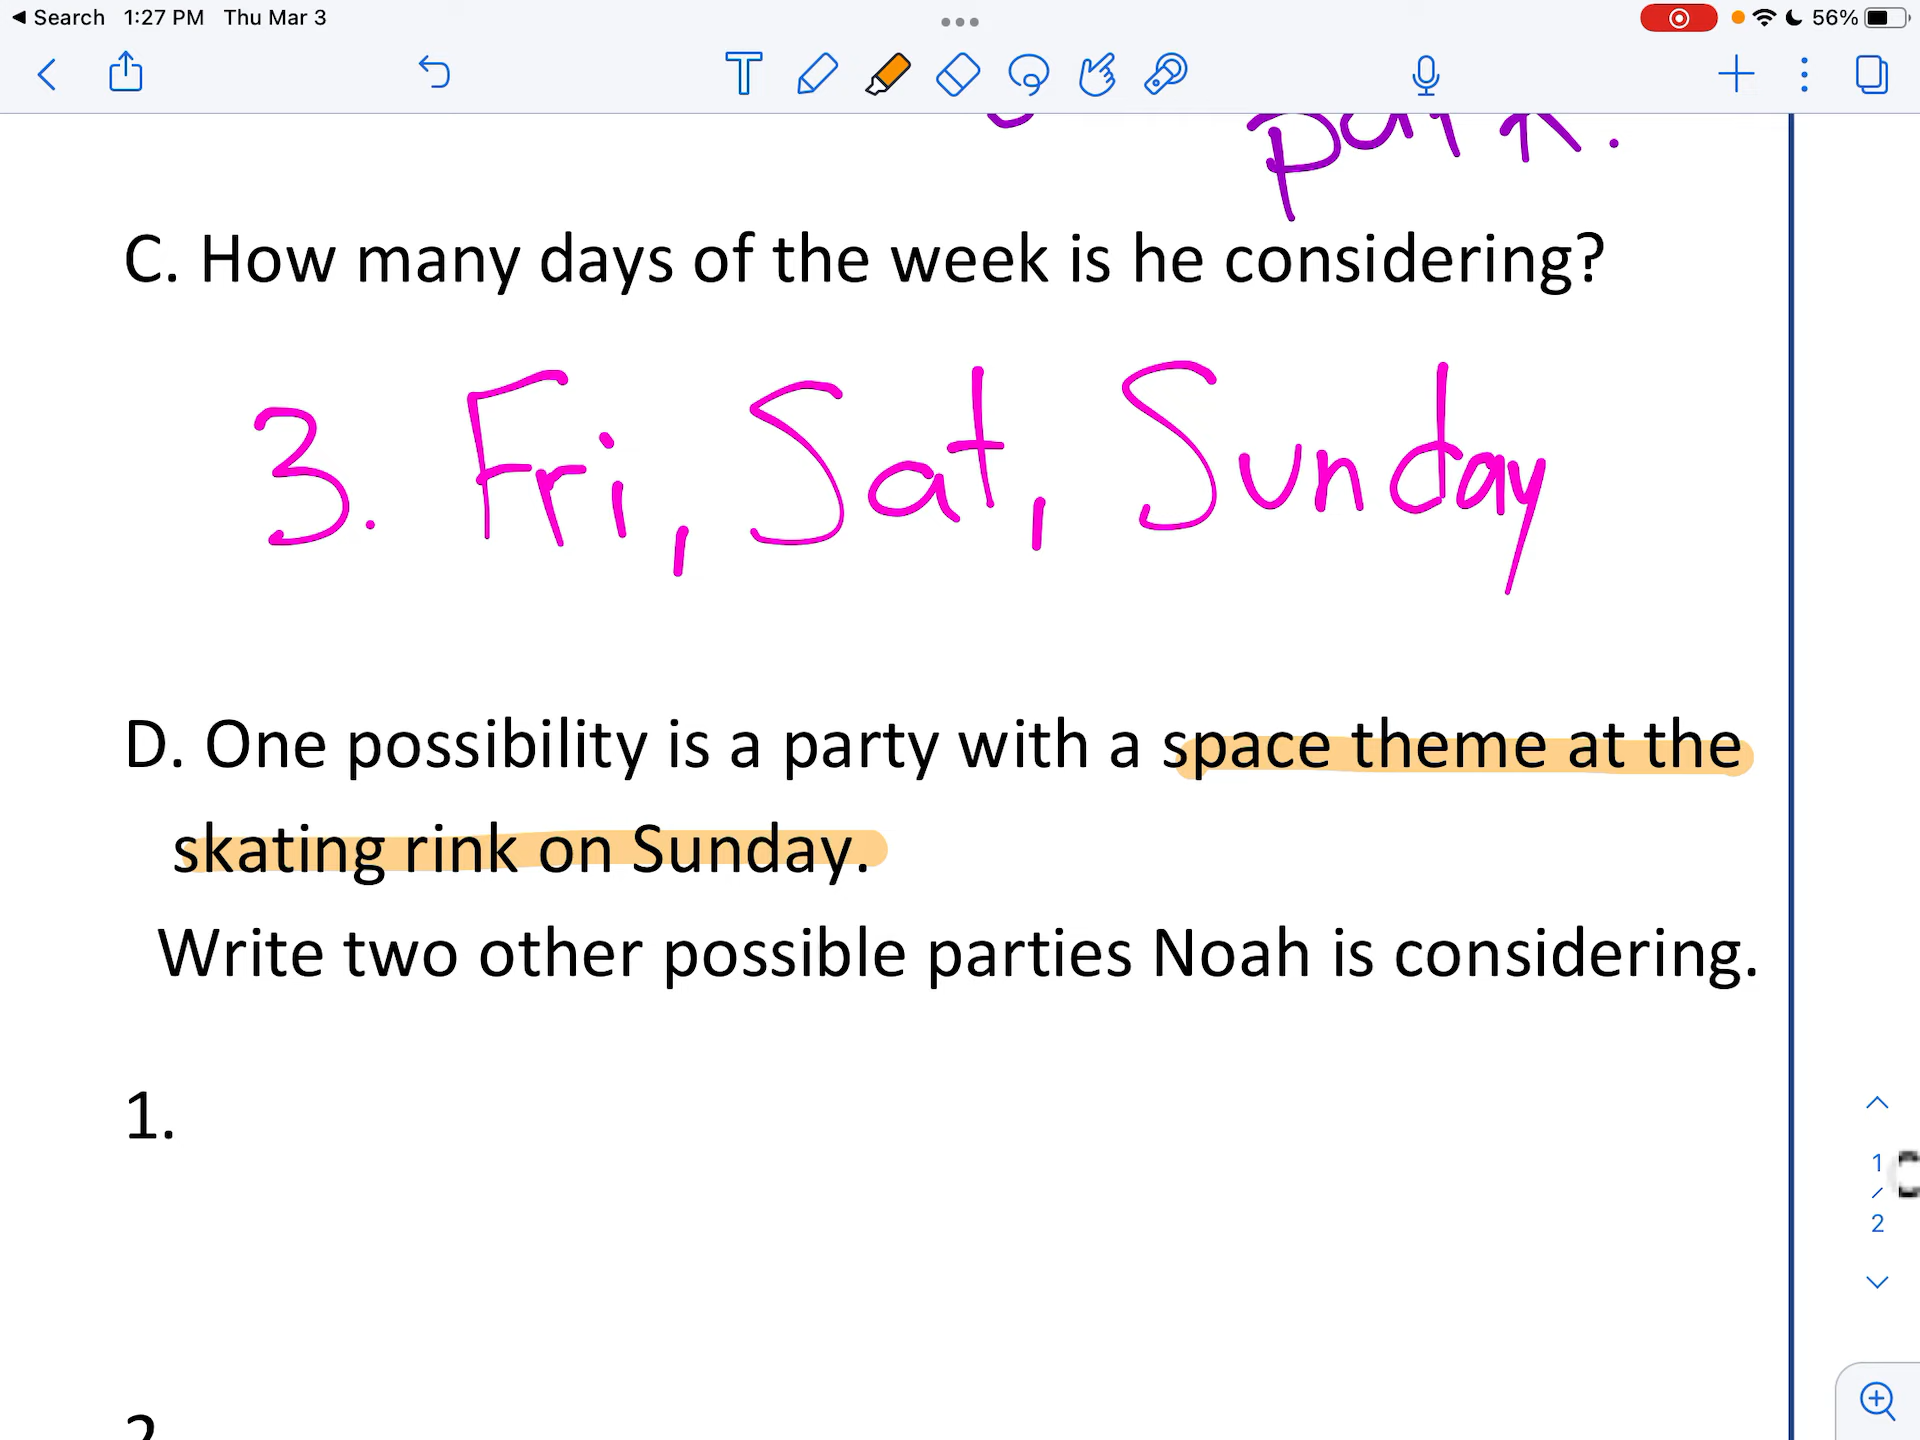 Search 1:27 PM Thu Mar 3 56%
T
park.
C. How many days of the week is he considering?
3. Fri, Sat, Sunday
D. One possibility is a party with a space theme at the
skating rink on Sunday.
Write two other possible parties Noah is considering.
1.
1
/
2
2